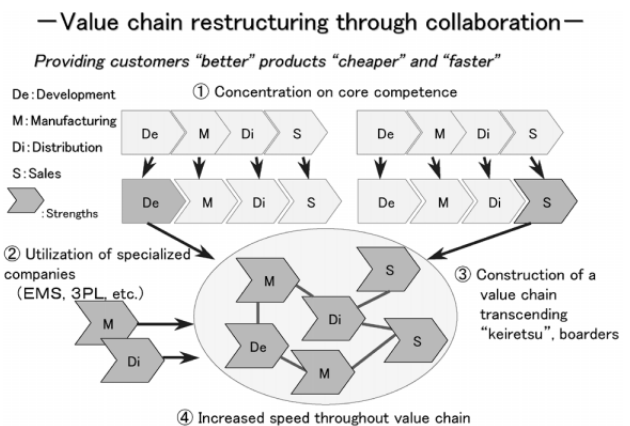 －Value chain restructuring through collaboration－
Providing customers “better” products “cheaper” and “faster”
De：Development
M：Manufacturing
Di：Distribution
S：Sales
：Strengths
① Concentration on core competence
De M Di S
De M Di S
De M Di S
De M Di S
② Utilization of specialized
companies
（EMS, 3PL, etc.）
M
Di
M
S
Di
De
S
M
③ Construction of a
value chain
transcending
“keiretsu”, boarders
④ Increased speed throughout value chain